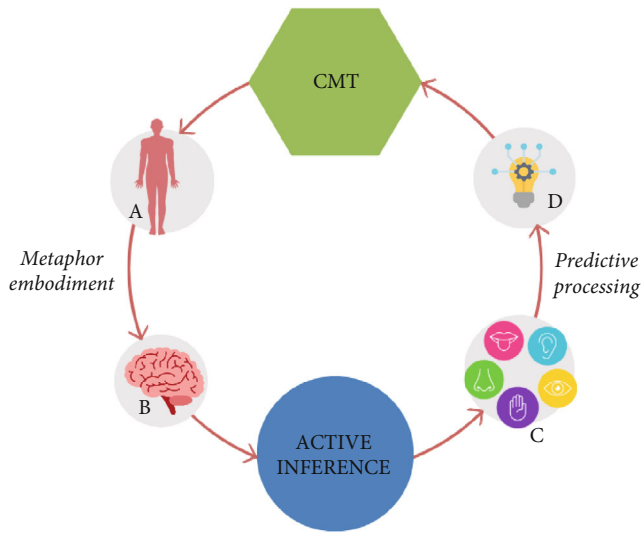 CMT
A
D
Metaphor
embodiment
Predictive
processing
B
C
ACTIVE
INFERENCE